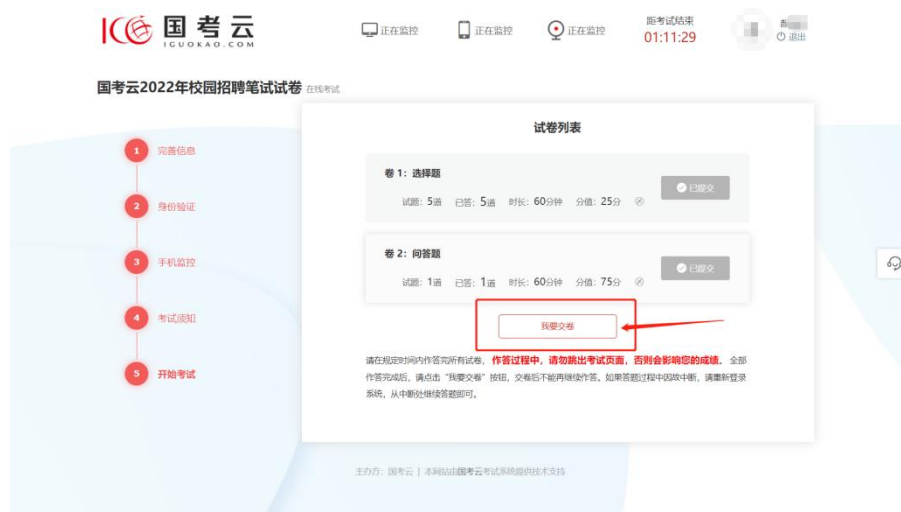 国考云
IGUOKAO.COM
正在监控
正在监控
正在监控
距考试结束
01:11:29
退出
国考云2022年校园招聘笔试试卷 在线考试
1 完善信息
2 身份验证
3 手机监控
4 考试须知
5 开始考试
试卷列表
卷 1：选择题
试题：5道 已答：5道 时长：60分钟 分值：25分
已提交
卷 2：问答题
试题：1道 已答：1道 时长：60分钟 分值：75分
已提交
我要交卷
请在规定时间内作答完所有试卷，作答过程中，请勿跳出考试页面，否则会影响您的成绩。全部
作答完成后，请点击“我要交卷”按钮，交卷后不能再继续作答。如果答题过程中因故中断，请重新登录
系统，从中断处继续答题即可。
主办方：国考云 | 本网站由国考云考试系统提供技术支持